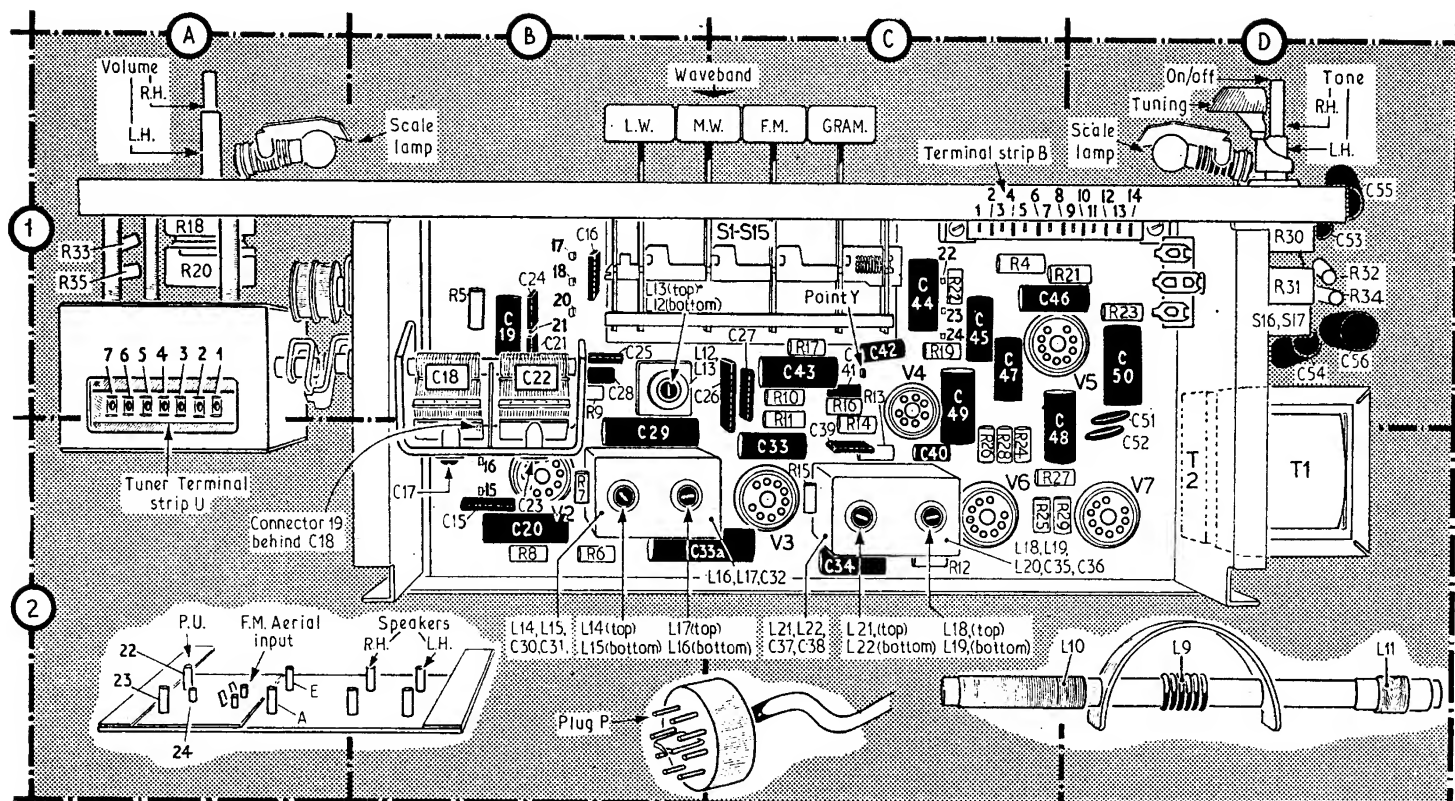 A
B
C
D
1
2
Volume
R.H.
L.H.
Scale
lamp
Waveband
L.W.
M.W.
F.M.
GRAM.
Terminal strip B
On/off
Tuning
Tone
R.H.
L.H.
Scale
lamp
2 4 6 8 10 12 14
1 3 5 7 9 11 13
C55
R30
C53
R32
R31
R34
S16, S17
C56
C54
R33
R35
R18
R20
7 6 5 4 3 2 1
Tuner Terminal
strip U
17
C16
18
20
C24
21
C21
R5
C19
S1-S15
L13(top)
L12(bottom)
Point Y
22
R21
R4
R21
C44
C46
23
24
C45
R23
C25
C27
R17
C41
C42
R19
C18
C22
C28
R9
L12
L13
C26
C43
V4
C47
V5
C50
R10
R16
R13
R11
R14
C49
C48
C51
C52
C29
C33
C39
C40
R26
R28
R24
T2
T1
16
15
C17
C15
C23
V2
R7
R15
V6
R27
V7
Connector 19
behind C18
C20
V3
R25
R29
R8
R6
C33a
C34
R12
L16, L17, C32
L18, L19,
L20, C35, C36
P.U.
F.M. Aerial
input
Speakers
R.H.
L.H.
22
23
24
E
A
L14, L15,
C30, C31,
L14(top)
L15(bottom)
L17(top)
L16(bottom)
L21, L22,
C37, C38
L21,(top)
L22(bottom)
L18,(top)
L19,(bottom)
Plug P
L10
L9
L11